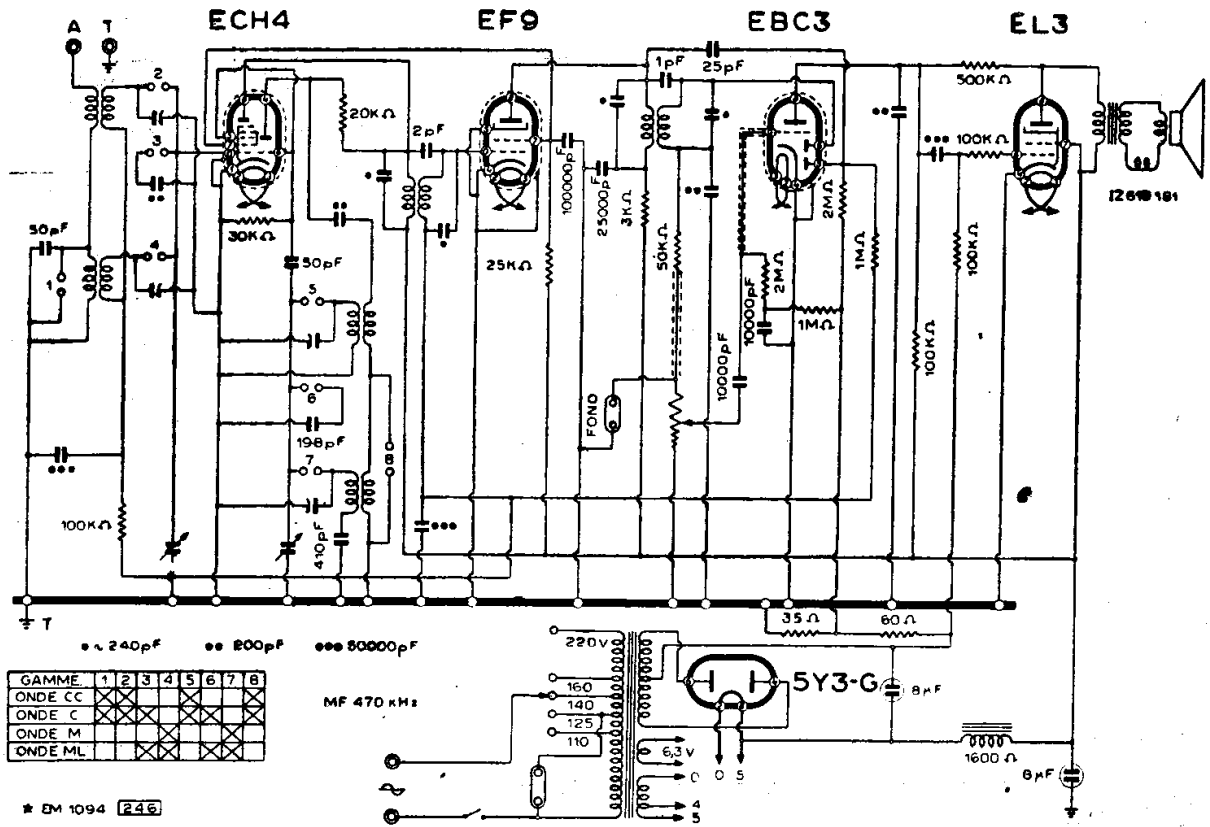 ECH4 EF9 EBC3 EL3
A T
2
3
4
50pF
1
30KΩ
50pF
5
6
198pF
7
8
410pF
100KΩ
20KΩ
2pF
25KΩ
100000pF
25000pF
3KΩ
1pF
25pF
50KΩ
FONO
10000pF
2MΩ
10000pF
1MΩ
2MΩ
1MΩ
500KΩ
100KΩ
100KΩ
100KΩ
T
35Ω
60Ω
• ~ 240pF •• 200pF ••• 50000pF
GAMME 1 2 3 4 5 6 7 8
ONDE CC
ONDE C
ONDE M
ONDE ML
MF 470 KHz
220V
160
140
125
110
6,3 V
0
4
5
0 5
5Y3-G
8µF
1600Ω
8µF
* EM 1094 246